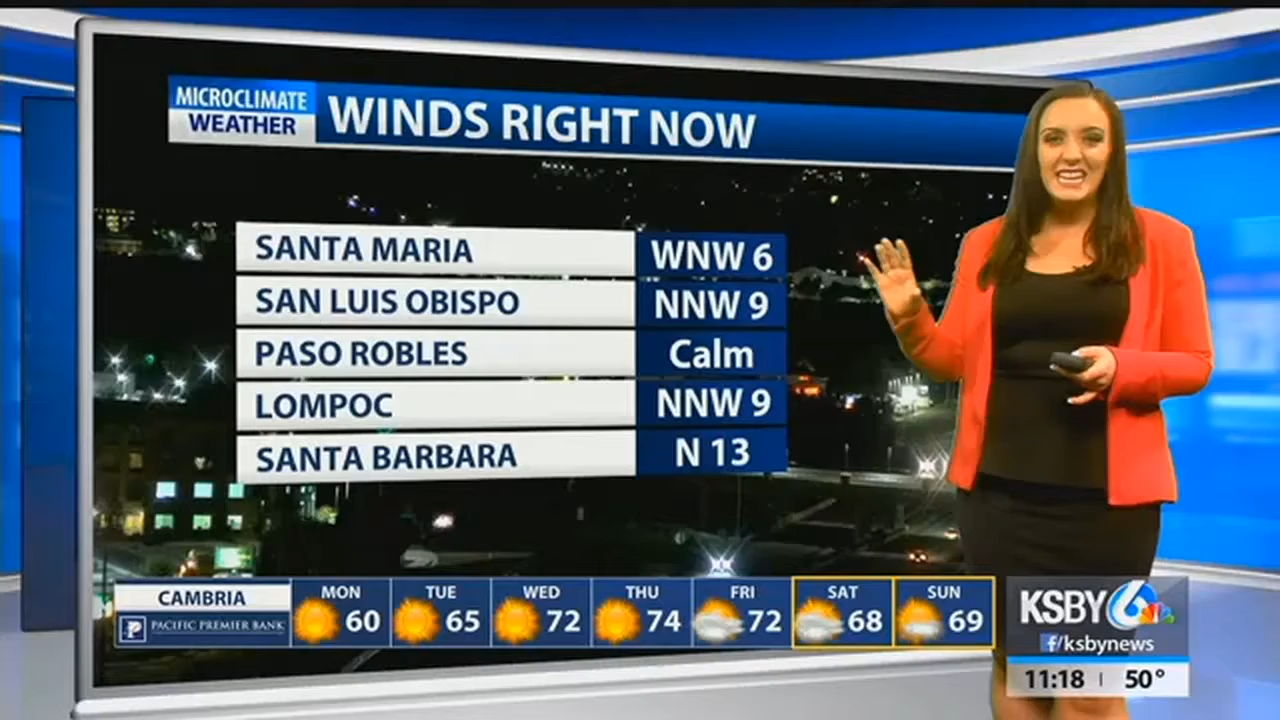 MICROCLIMATE
WEATHER
WINDS RIGHT NOW
SANTA MARIA WNW 6
SAN LUIS OBISPO NNW 9
PASO ROBLES Calm
LOMPOC NNW 9
SANTA BARBARA N 13
CAMBRIA
P PACIFIC PREMIER BANK
MON TUE WED THU FRI SAT SUN
60 65 72 74 72 68 69
KSBY 6
f/ksbynews
11:18 | 50°